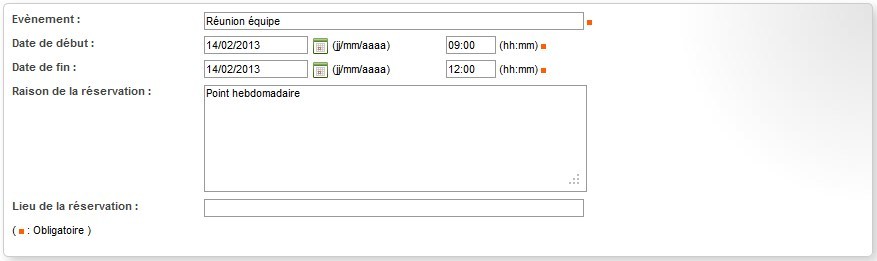 Evènement : Réunion équipe
Date de début : 14/02/2013 (jj/mm/aaaa) 09:00 (hh:mm)
Date de fin : 14/02/2013 (jj/mm/aaaa) 12:00 (hh:mm)
Raison de la réservation : Point hebdomadaire
Lieu de la réservation :
( ■ : Obligatoire )